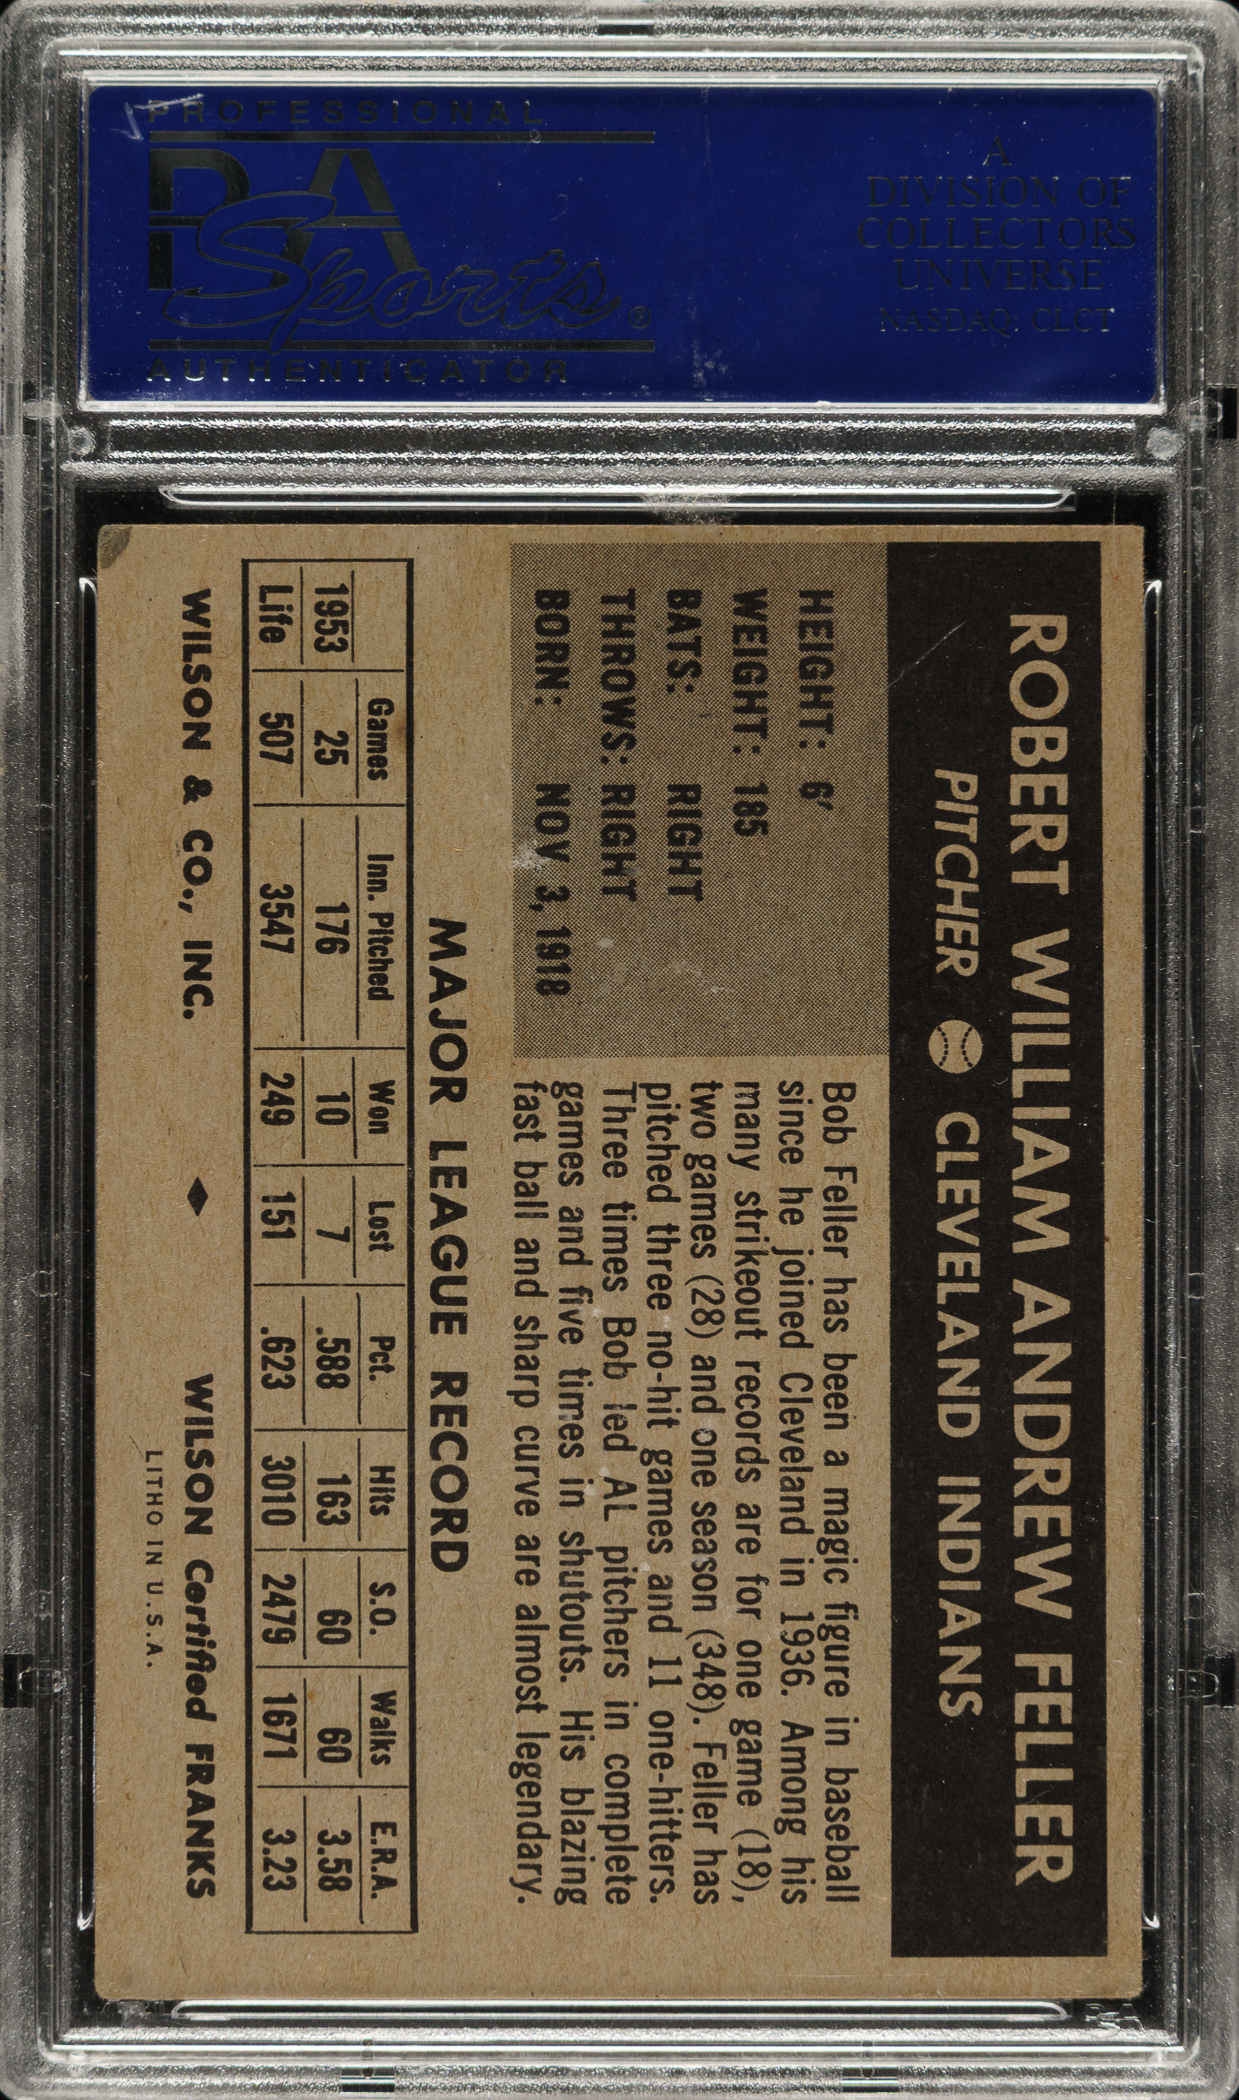 PROFESSIONAL
PSA
Sports®
AUTHENTICATOR
A
DIVISION OF
COLLECTORS
UNIVERSE
NASDAQ: CLCT
ROBERT WILLIAM ANDREW FELLER
PITCHER CLEVELAND INDIANS
HEIGHT: 6'
WEIGHT: 185
BATS: RIGHT
THROWS: RIGHT
BORN: NOV 3, 1918
Bob Feller has been a magic figure in baseball
since he joined Cleveland in 1936. Among his
many strikeout records are for one game (18),
two games (28) and one season (348). Feller has
pitched three no-hit games and 11 one-hitters.
Three times Bob led AL pitchers in complete
games and five times in shutouts. His blazing
fast ball and sharp curve are almost legendary.
MAJOR LEAGUE RECORD
Games Inn. Pitched Won Lost Pct. Hits S.O. Walks E.R.A.
1953 25 176 10 7 .588 163 60 60 3.58
Life 507 3547 249 151 .623 3010 2479 1671 3.23
WILSON & CO., INC. ♦ WILSON Certified FRANKS
LITHO IN U.S.A.
PSA